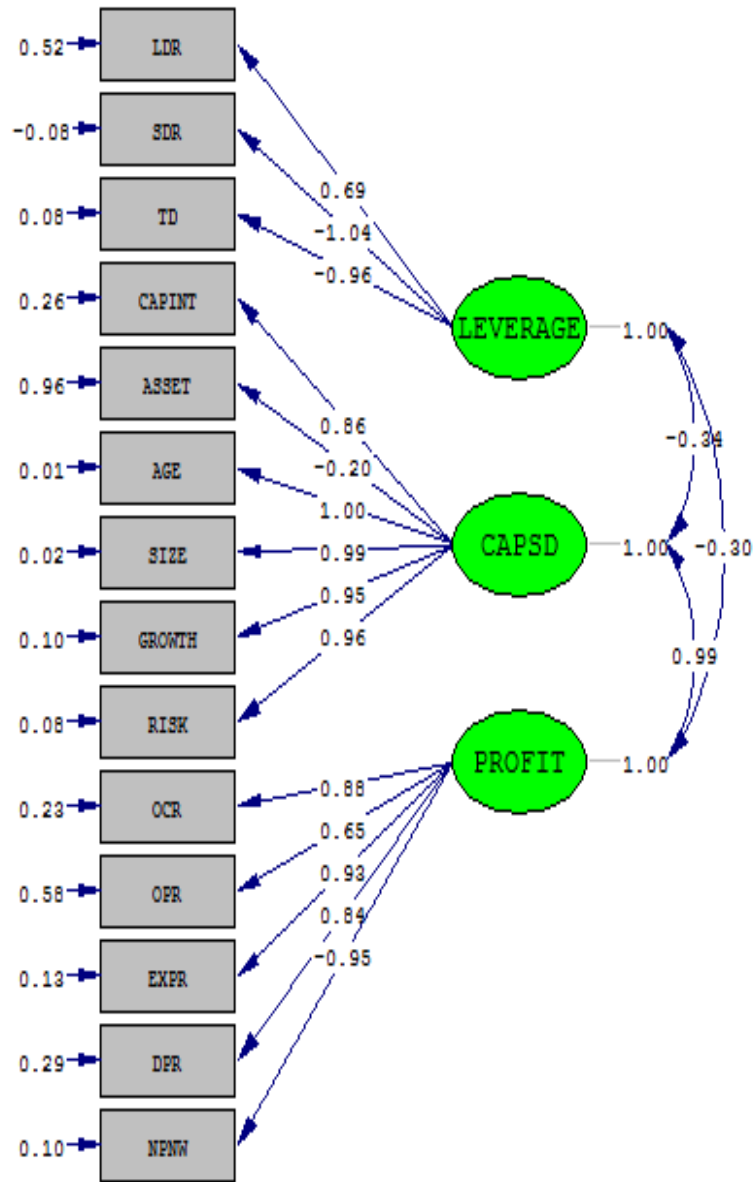 0.52 LDR
-0.08 SDR
0.69
0.08 TD
-1.04
-0.96
0.26 CAPINT
LEVERAGE 1.00
0.96 ASSET
0.86
-0.34
-0.20
0.01 AGE
1.00
0.02 SIZE
0.99
CAPSD 1.00
-0.30
0.95
0.10 GROWTH
0.96
0.99
0.08 RISK
PROFIT 1.00
0.88
0.23 OCR
0.65
0.93
0.58 OPR
0.84
-0.95
0.13 EXPR
0.29 DPR
0.10 NPNW